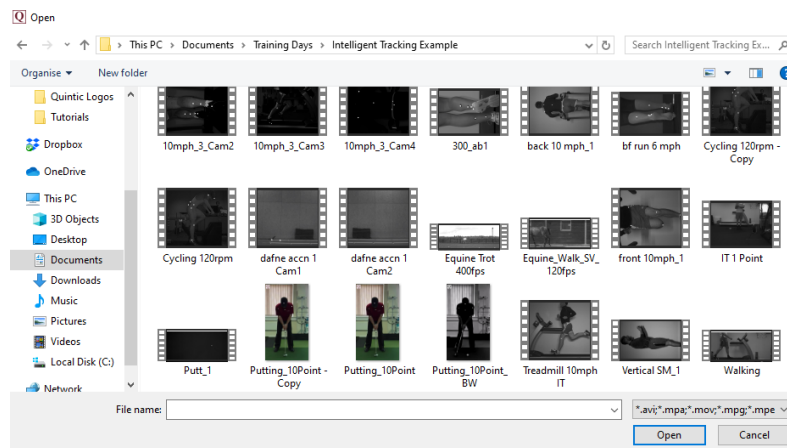 Open
This PC > Documents > Training Days > Intelligent Tracking Example
Search Intelligent Tracking Ex...
Organise
New folder
Quintic Logos
Tutorials
Dropbox
OneDrive
This PC
3D Objects
Desktop
Documents
Downloads
Music
Pictures
Videos
Local Disk (C:)
Network
10mph_3_Cam2
10mph_3_Cam3
10mph_3_Cam4
300_ab1
back 10 mph_1
bf run 6 mph
Cycling 120rpm -
Copy
Cycling 120rpm
dafne accn 1
Cam1
dafne accn 1
Cam2
Equine Trot
400fps
Equine_Walk_SV_
120fps
front 10mph_1
IT 1 Point
Putt_1
Putting_10Point -
Copy
Putting_10Point
Putting_10Point_
BW
Treadmill 10mph
IT
Vertical SM_1
Walking
File name:
*.avi;*.mpa;*.mov;*.mpg;*.mpe
Open
Cancel